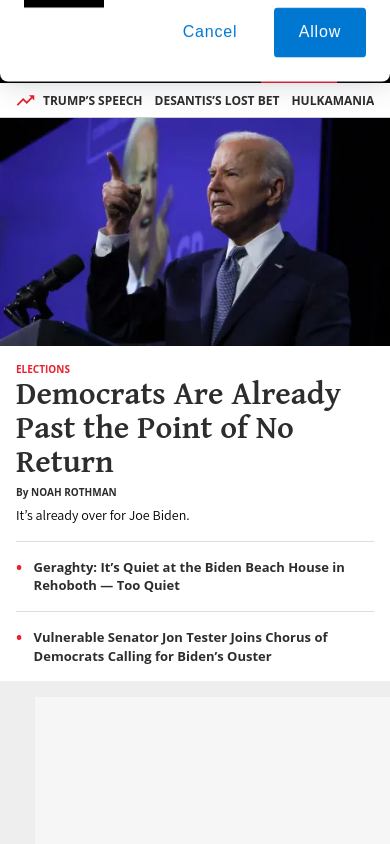 Cancel
Allow
TRUMP’S SPEECH DESANTIS’S LOST BET HULKAMANIA
ELECTIONS
Democrats Are Already
Past the Point of No
Return
By NOAH ROTHMAN
It’s already over for Joe Biden.
Geraghty: It’s Quiet at the Biden Beach House in
Rehoboth — Too Quiet
Vulnerable Senator Jon Tester Joins Chorus of
Democrats Calling for Biden’s Ouster